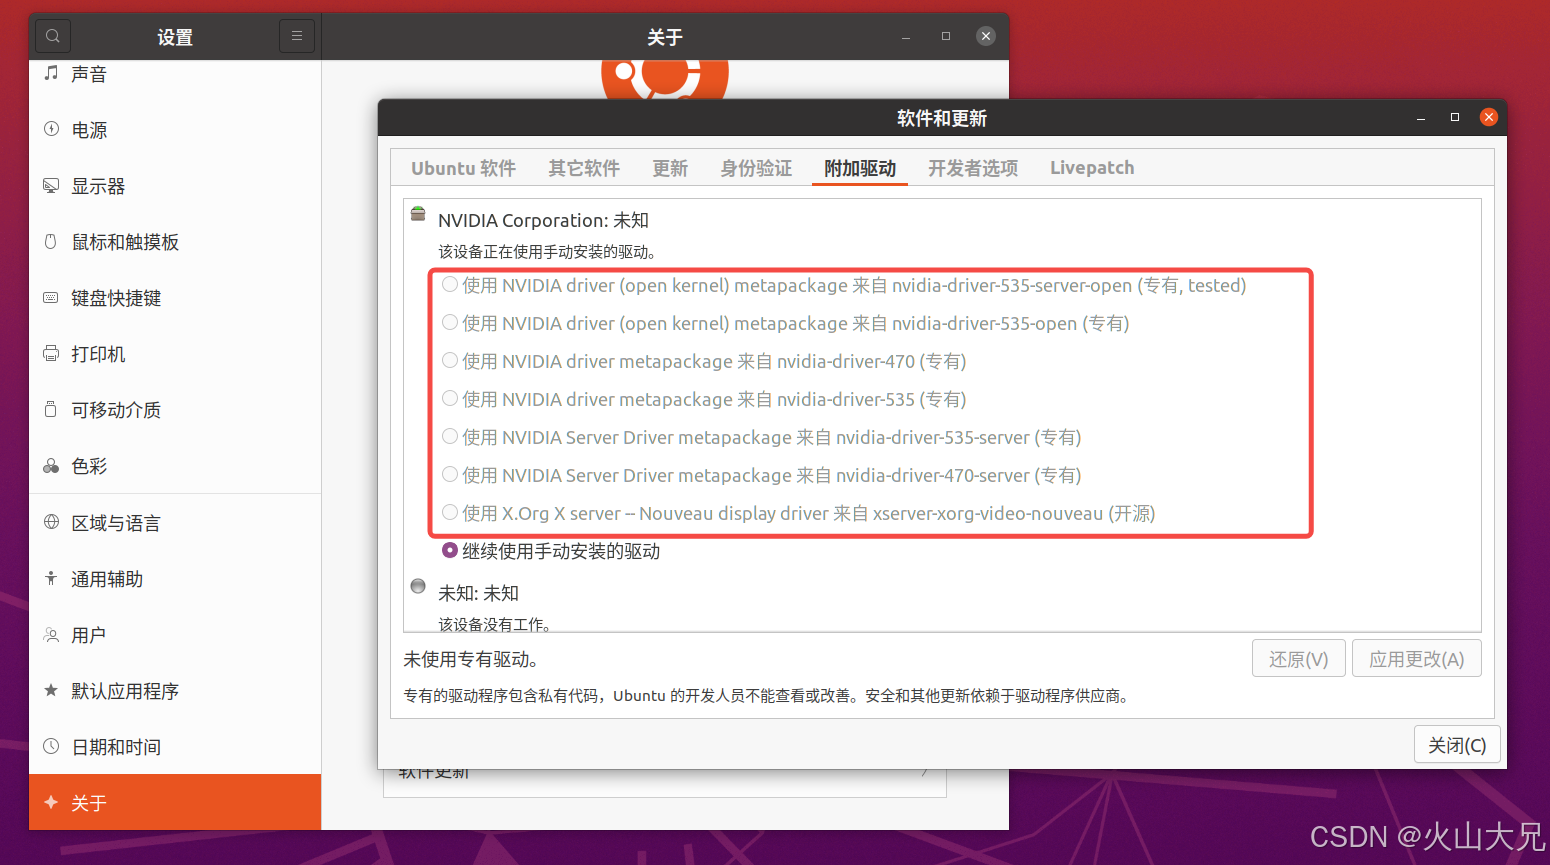 设置
关于
声音
电源
显示器
鼠标和触摸板
键盘快捷键
打印机
可移动介质
色彩
区域与语言
通用辅助
用户
默认应用程序
日期和时间
关于
软件和更新
Ubuntu 软件 其它软件 更新 身份验证 附加驱动 开发者选项 Livepatch
NVIDIA Corporation: 未知
该设备正在使用手动安装的驱动。
使用 NVIDIA driver (open kernel) metapackage 来自 nvidia-driver-535-server-open (专有, tested)
使用 NVIDIA driver (open kernel) metapackage 来自 nvidia-driver-535-open (专有)
使用 NVIDIA driver metapackage 来自 nvidia-driver-470 (专有)
使用 NVIDIA driver metapackage 来自 nvidia-driver-535 (专有)
使用 NVIDIA Server Driver metapackage 来自 nvidia-driver-535-server (专有)
使用 NVIDIA Server Driver metapackage 来自 nvidia-driver-470-server (专有)
使用 X.Org X server -- Nouveau display driver 来自 xserver-xorg-video-nouveau (开源)
继续使用手动安装的驱动
未知: 未知
该设备没有工作。
未使用专有驱动。
还原(V) 应用更改(A)
专有的驱动程序包含私有代码，Ubuntu 的开发人员不能查看或改善。安全和其他更新依赖于驱动程序供应商。
关闭(C)
软件更新
CSDN @火山大兄